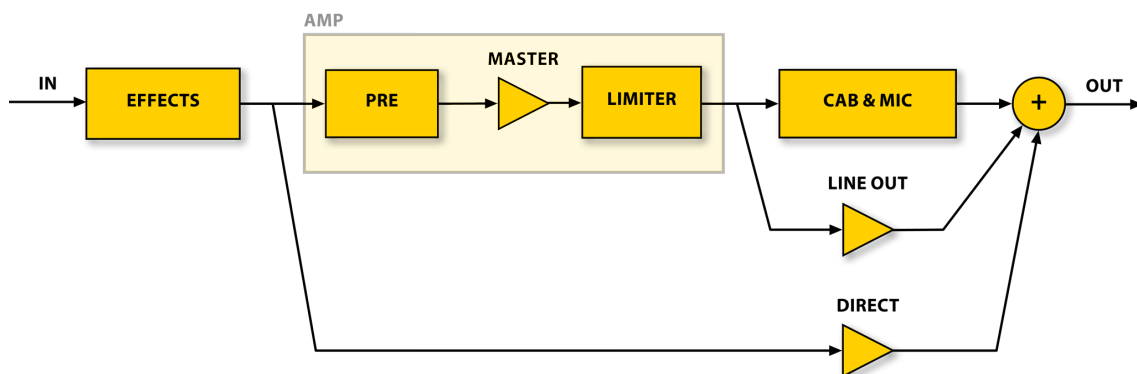 AMP
IN
EFFECTS
PRE
MASTER
LIMITER
CAB & MIC
+
OUT
LINE OUT
DIRECT